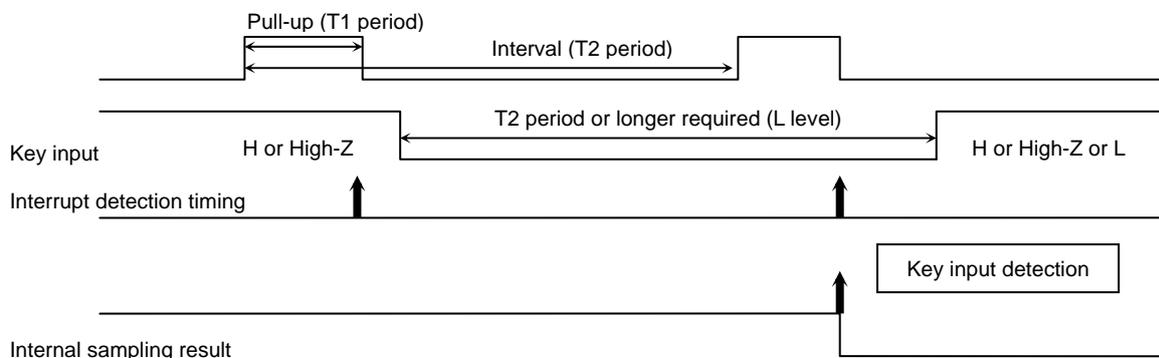 Pull-up (T1 period)
Interval (T2 period)
T2 period or longer required (L level)
Key input
H or High-Z
H or High-Z or L
Interrupt detection timing
Key input detection
Internal sampling result